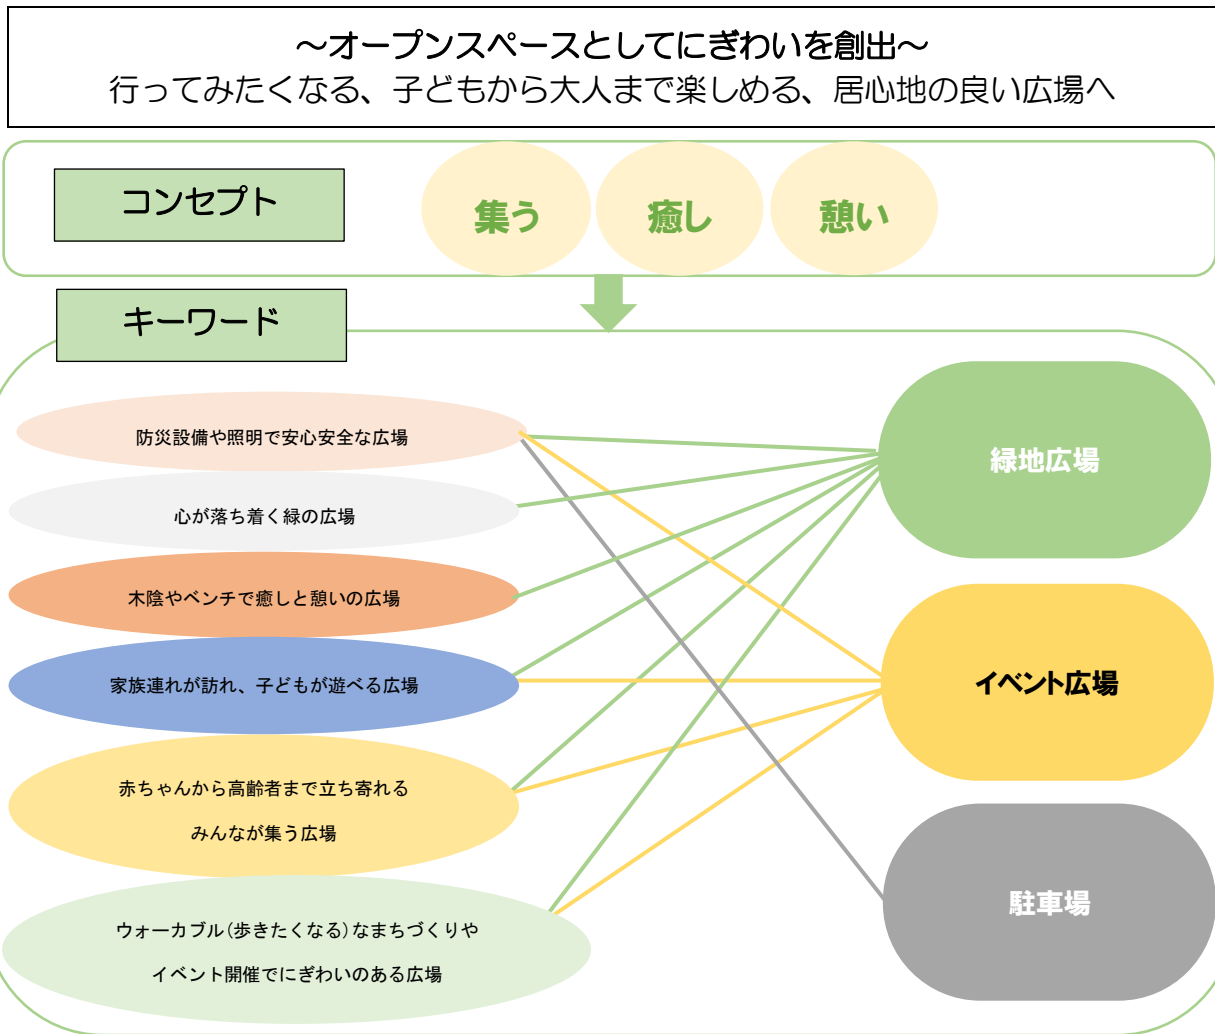 ～オープンスペースとしてにぎわいを創出～
行ってみたくなる、子どもから大人まで楽しめる、居心地の良い広場へ
コンセプト
集う
癒し
憩い
キーワード
防災設備や照明で安心安全な広場
心が落ち着く緑の広場
木陰やベンチで癒しと憩いの広場
家族連れが訪れ、子どもが遊べる広場
赤ちゃんから高齢者まで立ち寄れる
みんなが集う広場
ウォーカブル(歩きたくなる)なまちづくりや
イベント開催でにぎわいのある広場
緑地広場
イベント広場
駐車場